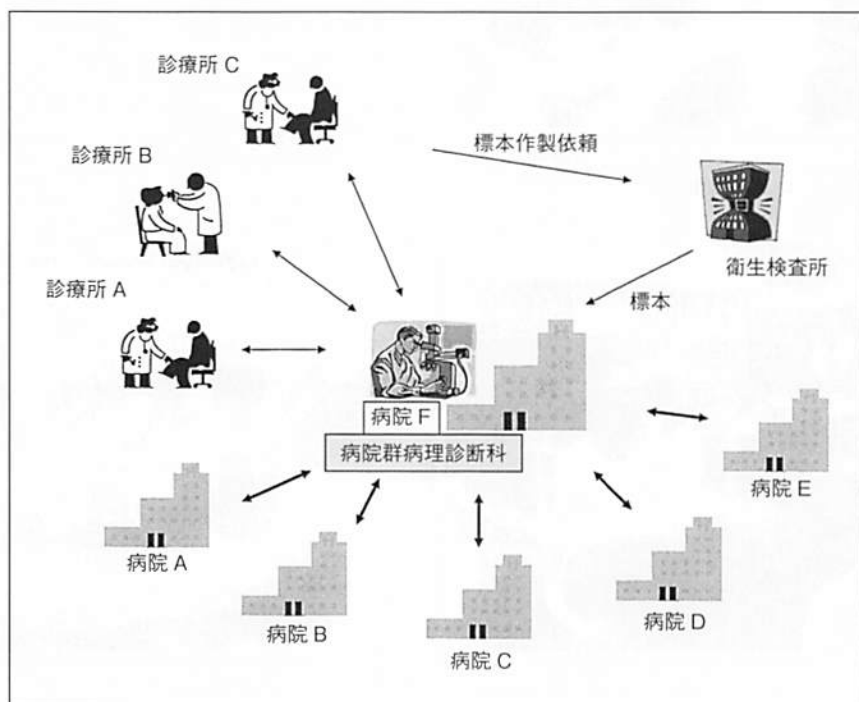 診療所 C
標本作製依頼
診療所 B
衛生検査所
診療所 A
標本
病院 F
病院群病理診断科
病院 E
病院 A
病院 B
病院 D
病院 C